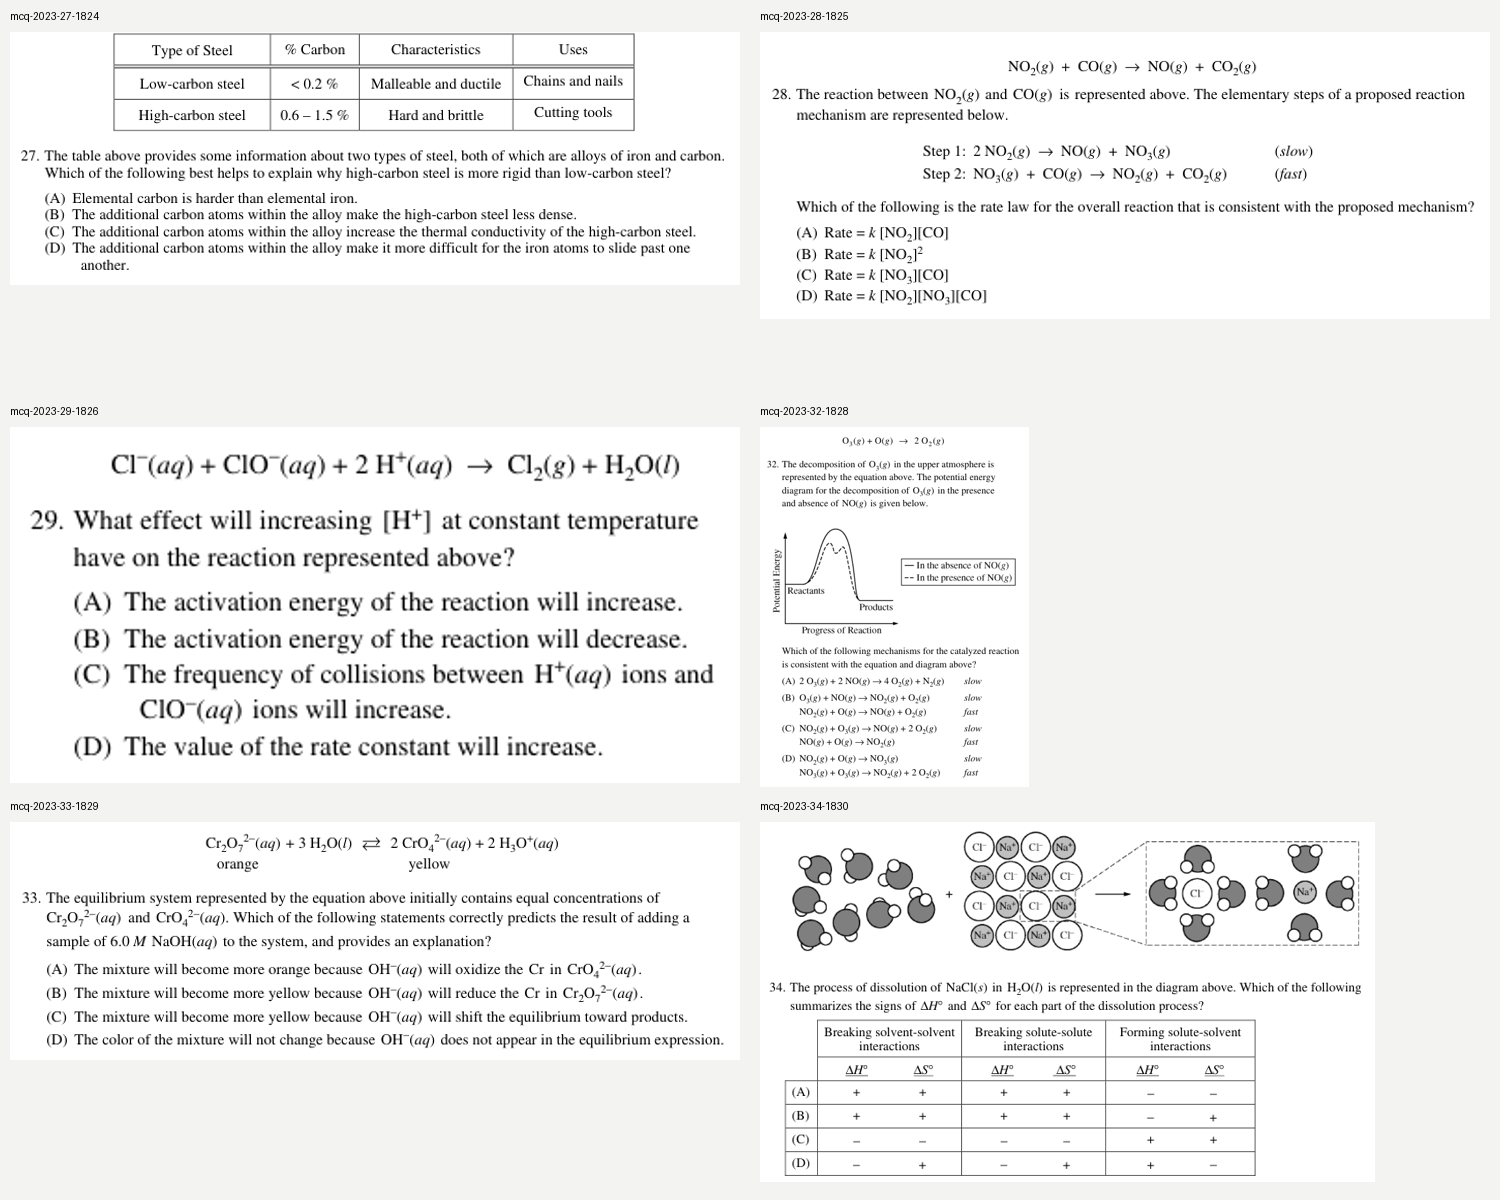 mcq-2023-27-1824
Type of Steel % Carbon Characteristics Uses
Low-carbon steel < 0.2 % Malleable and ductile Chains and nails
High-carbon steel 0.6 – 1.5 % Hard and brittle Cutting tools
27. The table above provides some information about two types of steel, both of which are alloys of iron and carbon.
Which of the following best helps to explain why high-carbon steel is more rigid than low-carbon steel?
(A) Elemental carbon is harder than elemental iron.
(B) The additional carbon atoms within the alloy make the high-carbon steel less dense.
(C) The additional carbon atoms within the alloy increase the thermal conductivity of the high-carbon steel.
(D) The additional carbon atoms within the alloy make it more difficult for the iron atoms to slide past one
another.
mcq-2023-28-1825
NO₂(g) + CO(g) → NO(g) + CO₂(g)
28. The reaction between NO₂(g) and CO(g) is represented above. The elementary steps of a proposed reaction
mechanism are represented below.
Step 1: 2 NO₂(g) → NO(g) + NO₃(g) (slow)
Step 2: NO₃(g) + CO(g) → NO₂(g) + CO₂(g) (fast)
Which of the following is the rate law for the overall reaction that is consistent with the proposed mechanism?
(A) Rate = k [NO₂][CO]
(B) Rate = k [NO₂]²
(C) Rate = k [NO₃][CO]
(D) Rate = k [NO₂][NO₃][CO]
mcq-2023-29-1826
Cl⁻(aq) + ClO⁻(aq) + 2 H⁺(aq) → Cl₂(g) + H₂O(l)
29. What effect will increasing [H⁺] at constant temperature
have on the reaction represented above?
(A) The activation energy of the reaction will increase.
(B) The activation energy of the reaction will decrease.
(C) The frequency of collisions between H⁺(aq) ions and
ClO⁻(aq) ions will increase.
(D) The value of the rate constant will increase.
mcq-2023-32-1828
O₃(g) + O(g) → 2 O₂(g)
32. The decomposition of O₃(g) in the upper atmosphere is
represented by the equation above. The potential energy
diagram for the decomposition of O₃(g) in the presence
and absence of NO(g) is given below.
Potential Energy
— In the absence of NO(g)
-- In the presence of NO(g)
Reactants
Products
Progress of Reaction
Which of the following mechanisms for the catalyzed reaction
is consistent with the equation and diagram above?
(A) 2 O₃(g) + 2 NO(g) → 4 O₂(g) + N₂(g) slow
(B) O₃(g) + NO(g) → NO₂(g) + O₂(g) slow
NO₂(g) + O(g) → NO(g) + O₂(g) fast
(C) NO₂(g) + O₃(g) → NO(g) + 2 O₂(g) slow
NO(g) + O(g) → NO₂(g) fast
(D) NO₂(g) + O(g) → NO₃(g) slow
NO₃(g) + O₃(g) → NO₂(g) + 2 O₂(g) fast
mcq-2023-33-1829
Cr₂O₇²⁻(aq) + 3 H₂O(l) ⇄ 2 CrO₄²⁻(aq) + 2 H₃O⁺(aq)
orange yellow
33. The equilibrium system represented by the equation above initially contains equal concentrations of
Cr₂O₇²⁻(aq) and CrO₄²⁻(aq). Which of the following statements correctly predicts the result of adding a
sample of 6.0 M NaOH(aq) to the system, and provides an explanation?
(A) The mixture will become more orange because OH⁻(aq) will oxidize the Cr in CrO₄²⁻(aq).
(B) The mixture will become more yellow because OH⁻(aq) will reduce the Cr in Cr₂O₇²⁻(aq).
(C) The mixture will become more yellow because OH⁻(aq) will shift the equilibrium toward products.
(D) The color of the mixture will not change because OH⁻(aq) does not appear in the equilibrium expression.
mcq-2023-34-1830
Cl⁻ Na⁺ Cl⁻ Na⁺
Na⁺ Cl⁻ Na⁺ Cl⁻
+ Cl⁻ Na⁺ Cl⁻ Na⁺ → Cl⁻ Na⁺
Na⁺ Cl⁻ Na⁺ Cl⁻
34. The process of dissolution of NaCl(s) in H₂O(l) is represented in the diagram above. Which of the following
summarizes the signs of ΔH° and ΔS° for each part of the dissolution process?
Breaking solvent-solvent interactions Breaking solute-solute interactions Forming solute-solvent interactions
ΔH° ΔS° ΔH° ΔS° ΔH° ΔS°
(A) + + + + – –
(B) + + + + – +
(C) – – – – + +
(D) – + – + + –